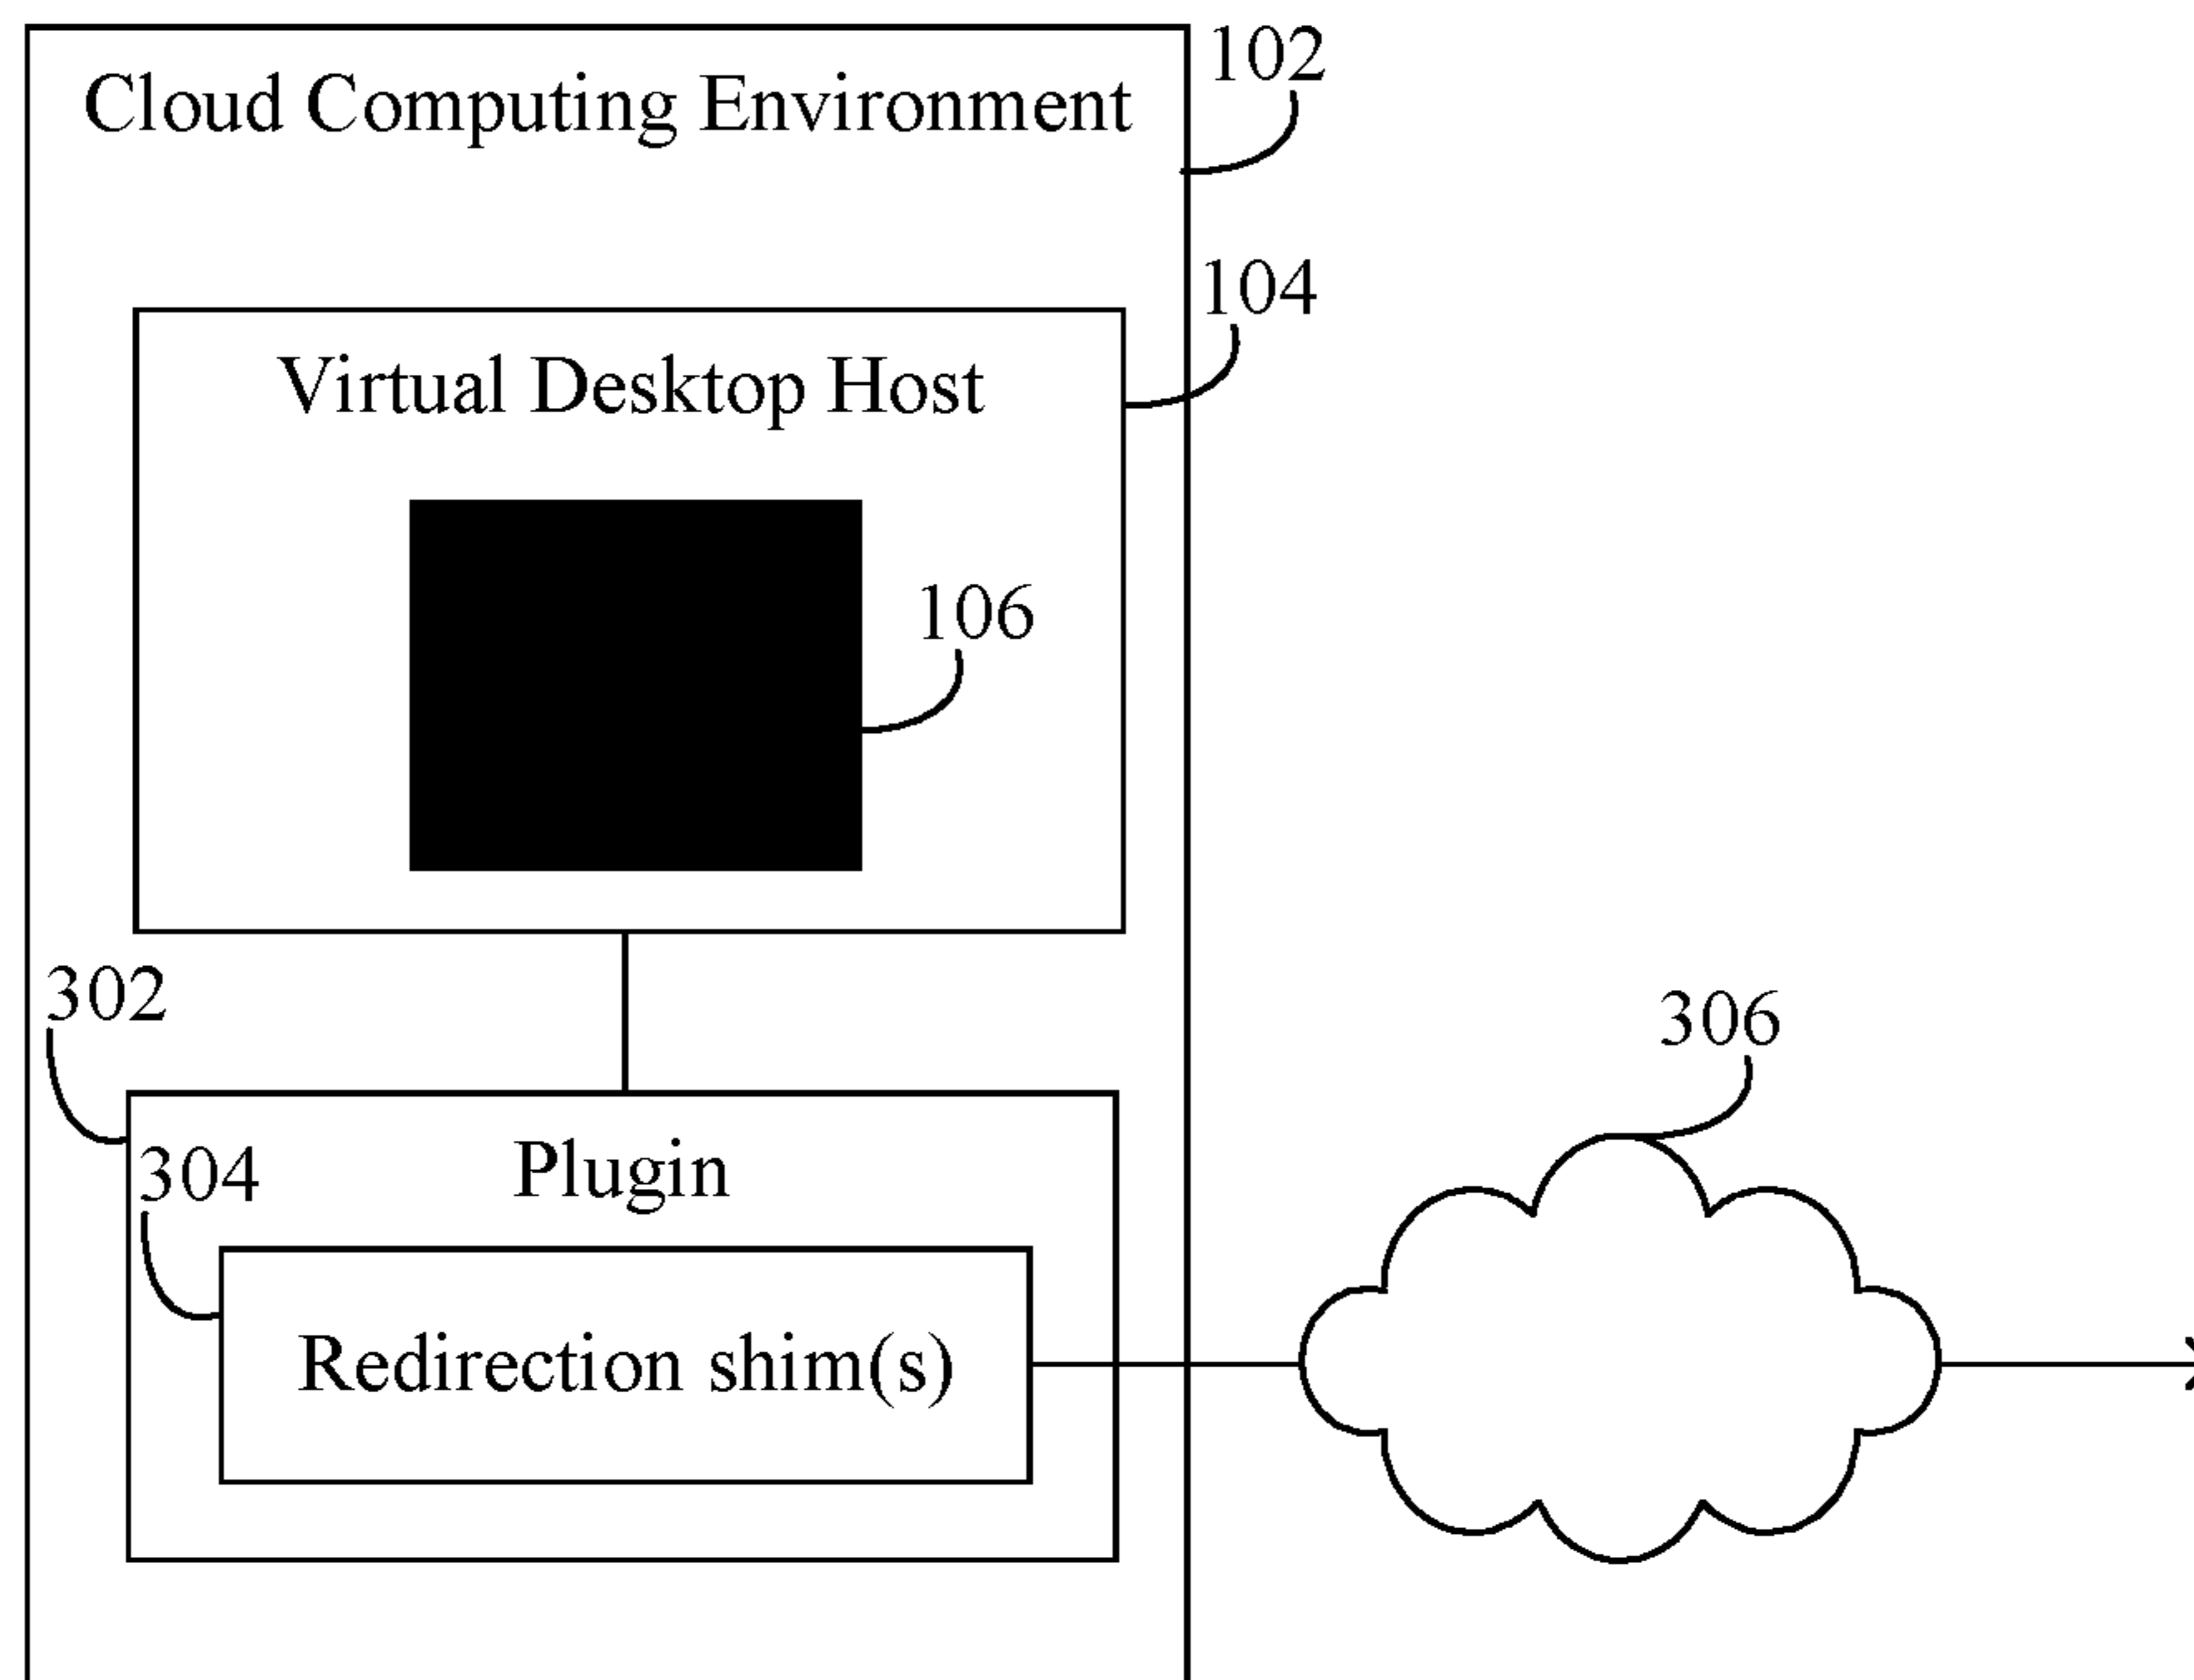 Cloud Computing Environment
102
104
Virtual Desktop Host
106
302
306
304
Plugin
Redirection shim(s)